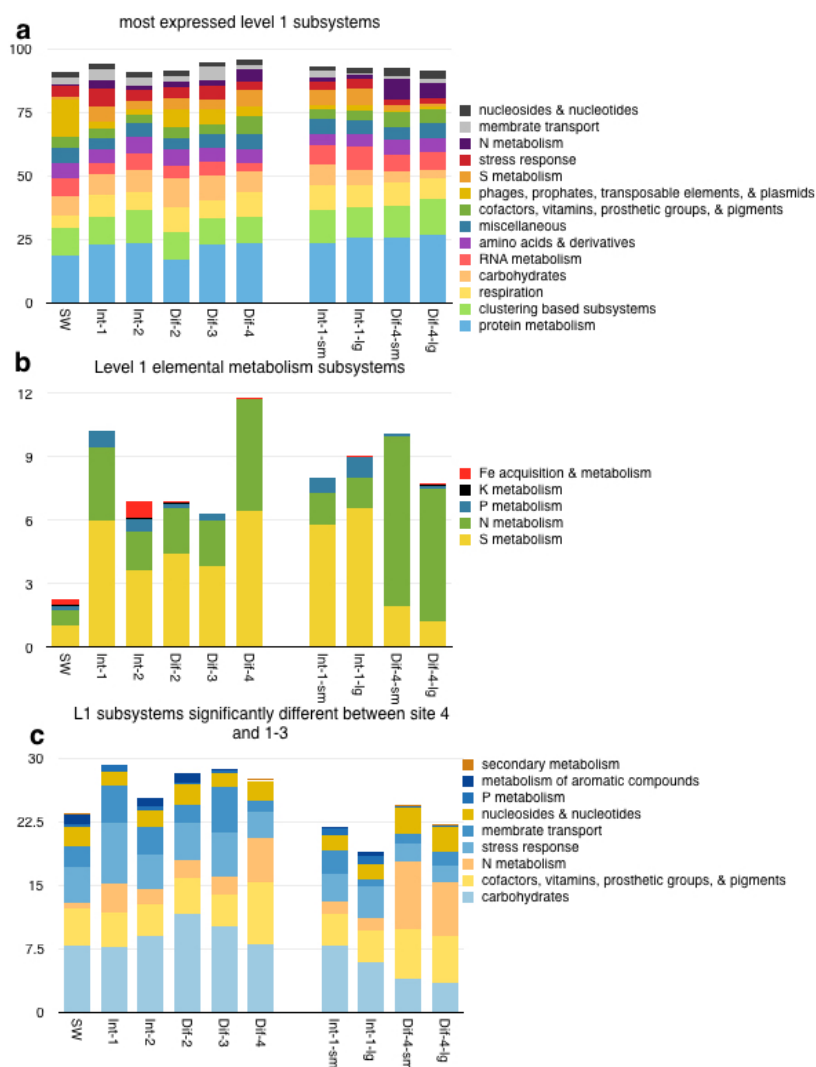 a
most expressed level 1 subsystems
100
75
50
25
0
SW
Int-1
Int-2
Dif-2
Dif-3
Dif-4
Int-1-sm
Int-1-lg
Dif-4-sm
Dif-4-lg
nucleosides & nucleotides
membrate transport
N metabolism
stress response
S metabolism
phages, prophates, transposable elements, & plasmids
cofactors, vitamins, prosthetic groups, & pigments
miscellaneous
amino acids & derivatives
RNA metabolism
carbohydrates
respiration
clustering based subsystems
protein metabolism
b
Level 1 elemental metabolism subsystems
12
9
6
3
0
SW
Int-1
Int-2
Dif-2
Dif-3
Dif-4
Int-1-sm
Int-1-lg
Dif-4-sm
Dif-4-lg
Fe acquisition & metabolism
K metabolism
P metabolism
N metabolism
S metabolism
L1 subsystems significantly different between site 4
and 1-3
c
30
22.5
15
7.5
0
SW
Int-1
Int-2
Dif-2
Dif-3
Dif-4
Int-1-sm
Int-1-lg
Dif-4-sm
Dif-4-lg
secondary metabolism
metabolism of aromatic compounds
P metabolism
nucleosides & nucleotides
membrate transport
stress response
N metabolism
cofactors, vitamins, prosthetic groups, & pigments
carbohydrates